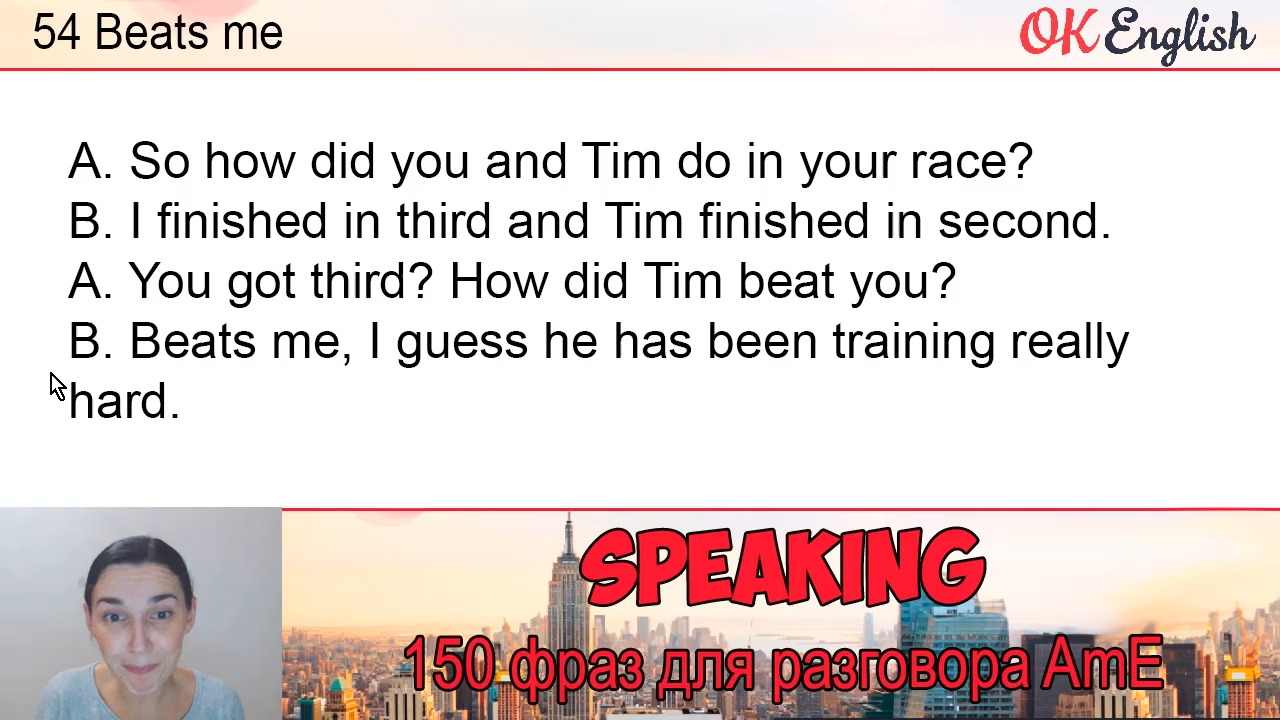 54 Beats me
OK English
A. So how did you and Tim do in your race?
B. I finished in third and Tim finished in second.
A. You got third? How did Tim beat you?
B. Beats me, I guess he has been training really
hard.
SPEAKING
150 фраз для разговора AmE